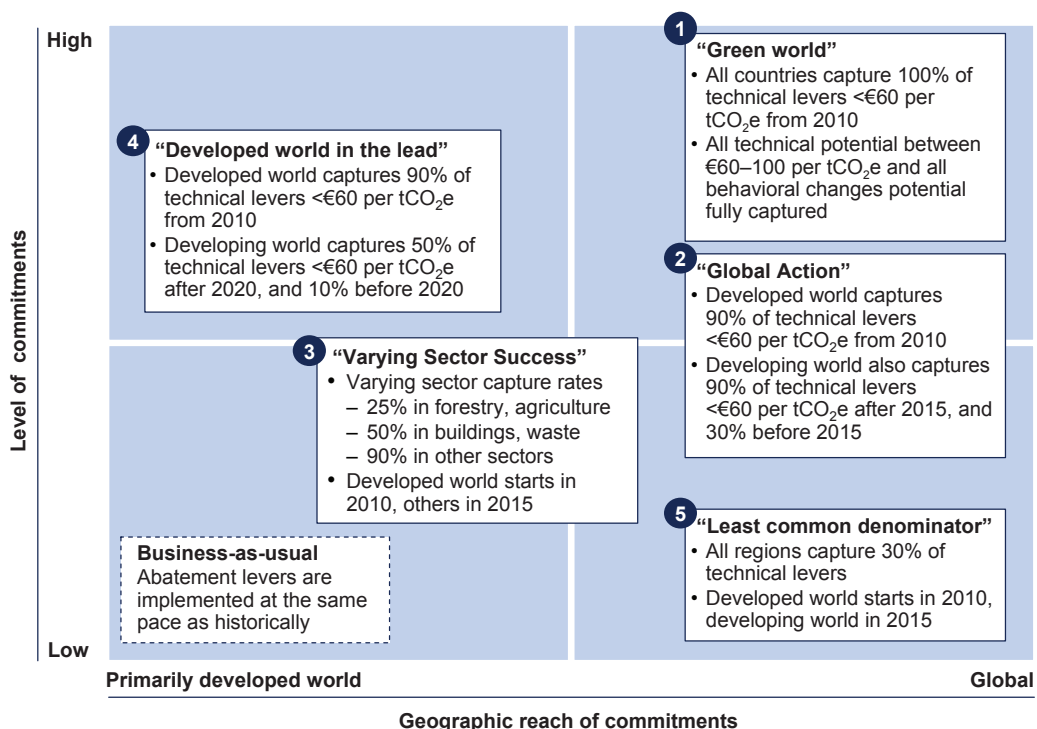 High
1
“Green world”
• All countries capture 100% of
technical levers <€60 per
tCO₂e from 2010
• All technical potential between
€60–100 per tCO₂e and all
behavioral changes potential
fully captured
4
“Developed world in the lead”
• Developed world captures 90% of
technical levers <€60 per tCO₂e
from 2010
• Developing world captures 50% of
technical levers <€60 per tCO₂e
after 2020, and 10% before 2020
2
“Global Action”
• Developed world captures
90% of technical levers
<€60 per tCO₂e from 2010
• Developing world also captures
90% of technical levers
<€60 per tCO₂e after 2015, and
30% before 2015
3
“Varying Sector Success”
• Varying sector capture rates
– 25% in forestry, agriculture
– 50% in buildings, waste
– 90% in other sectors
• Developed world starts in
2010, others in 2015
5
“Least common denominator”
• All regions capture 30% of
technical levers
• Developed world starts in 2010,
developing world in 2015
Business-as-usual
Abatement levers are
implemented at the same
pace as historically
Level of commitments
Low
Primarily developed world
Global
Geographic reach of commitments